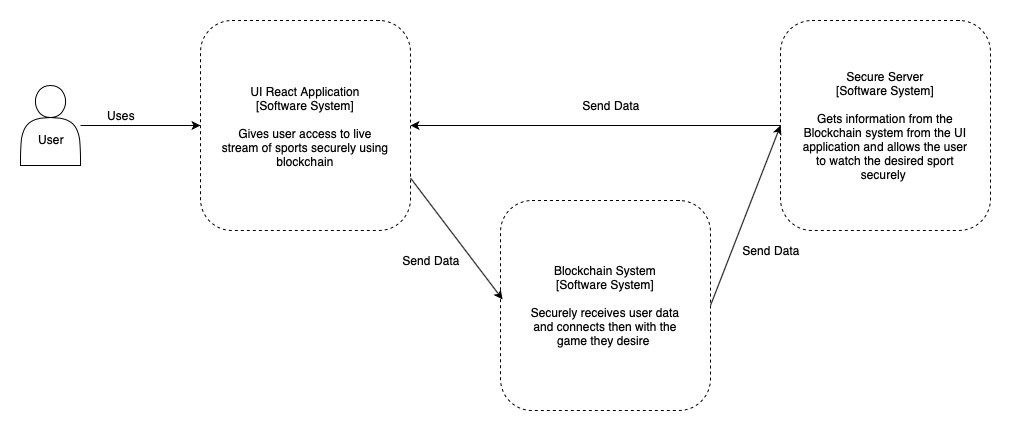 User
Uses
UI React Application
[Software System]
Gives user access to live
stream of sports securely using
blockchain
Send Data
Secure Server
[Software System]
Gets information from the
Blockchain system from the UI
application and allows the user
to watch the desired sport
securely
Send Data
Blockchain System
[Software System]
Securely receives user data
and connects then with the
game they desire
Send Data